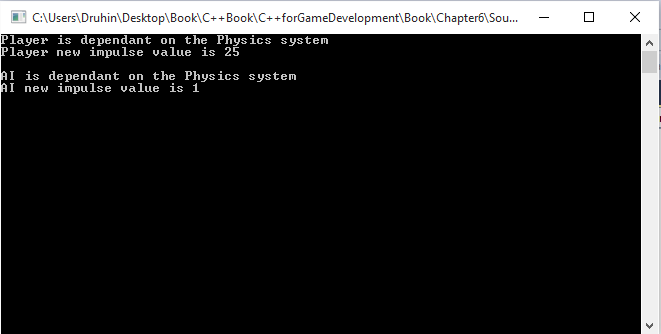 C:\Users\Druhin\Desktop\Book\C++Book\C++forGameDevelopment\Book\Chapter6\Sou...
Player is dependant on the Physics system
Player new impulse value is 25
AI is dependant on the Physics system
AI new impulse value is 1